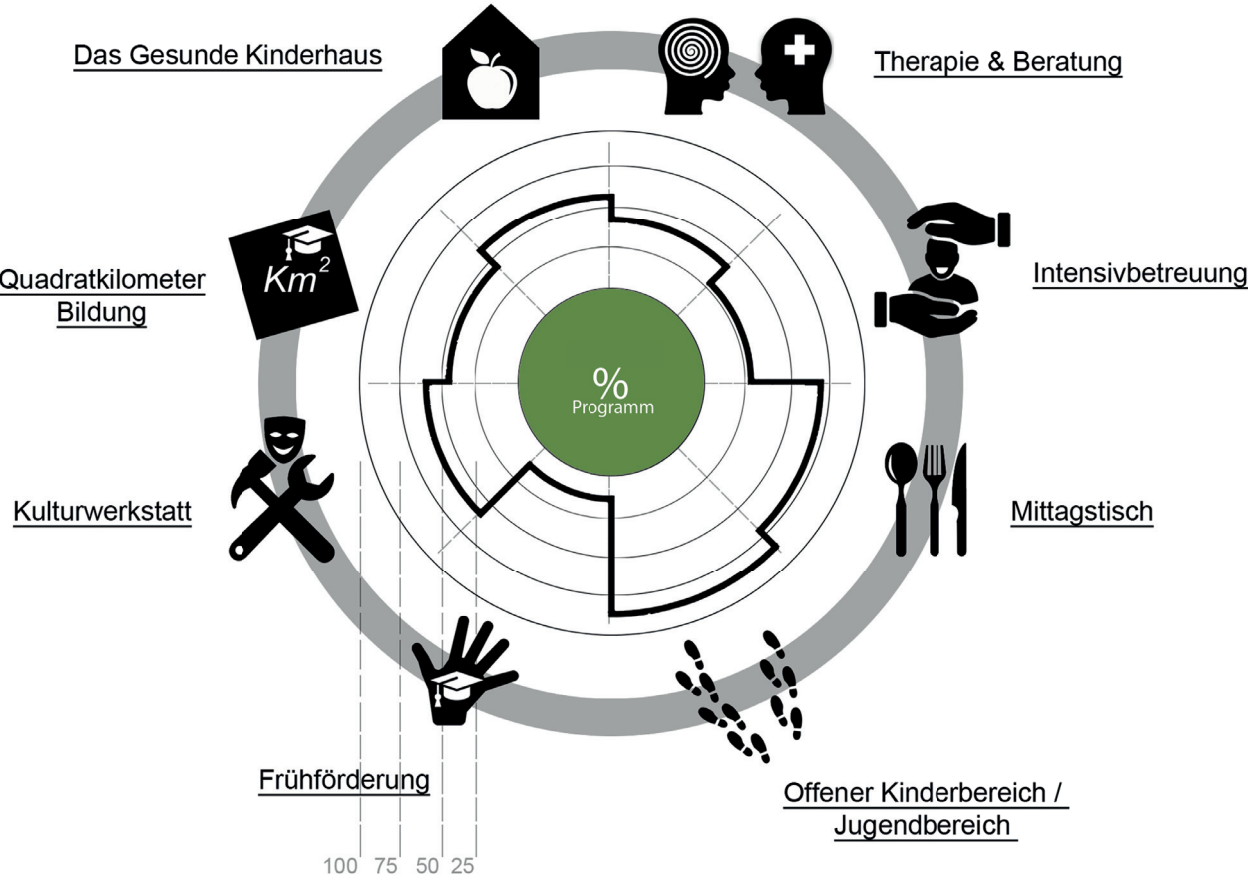 Das Gesunde Kinderhaus
Therapie & Beratung
Km²
Quadratkilometer
Bildung
Intensivbetreuung
%
Programm
Kulturwerkstatt
Mittagstisch
Frühförderung
Offener Kinderbereich /
Jugendbereich
100 75 50 25